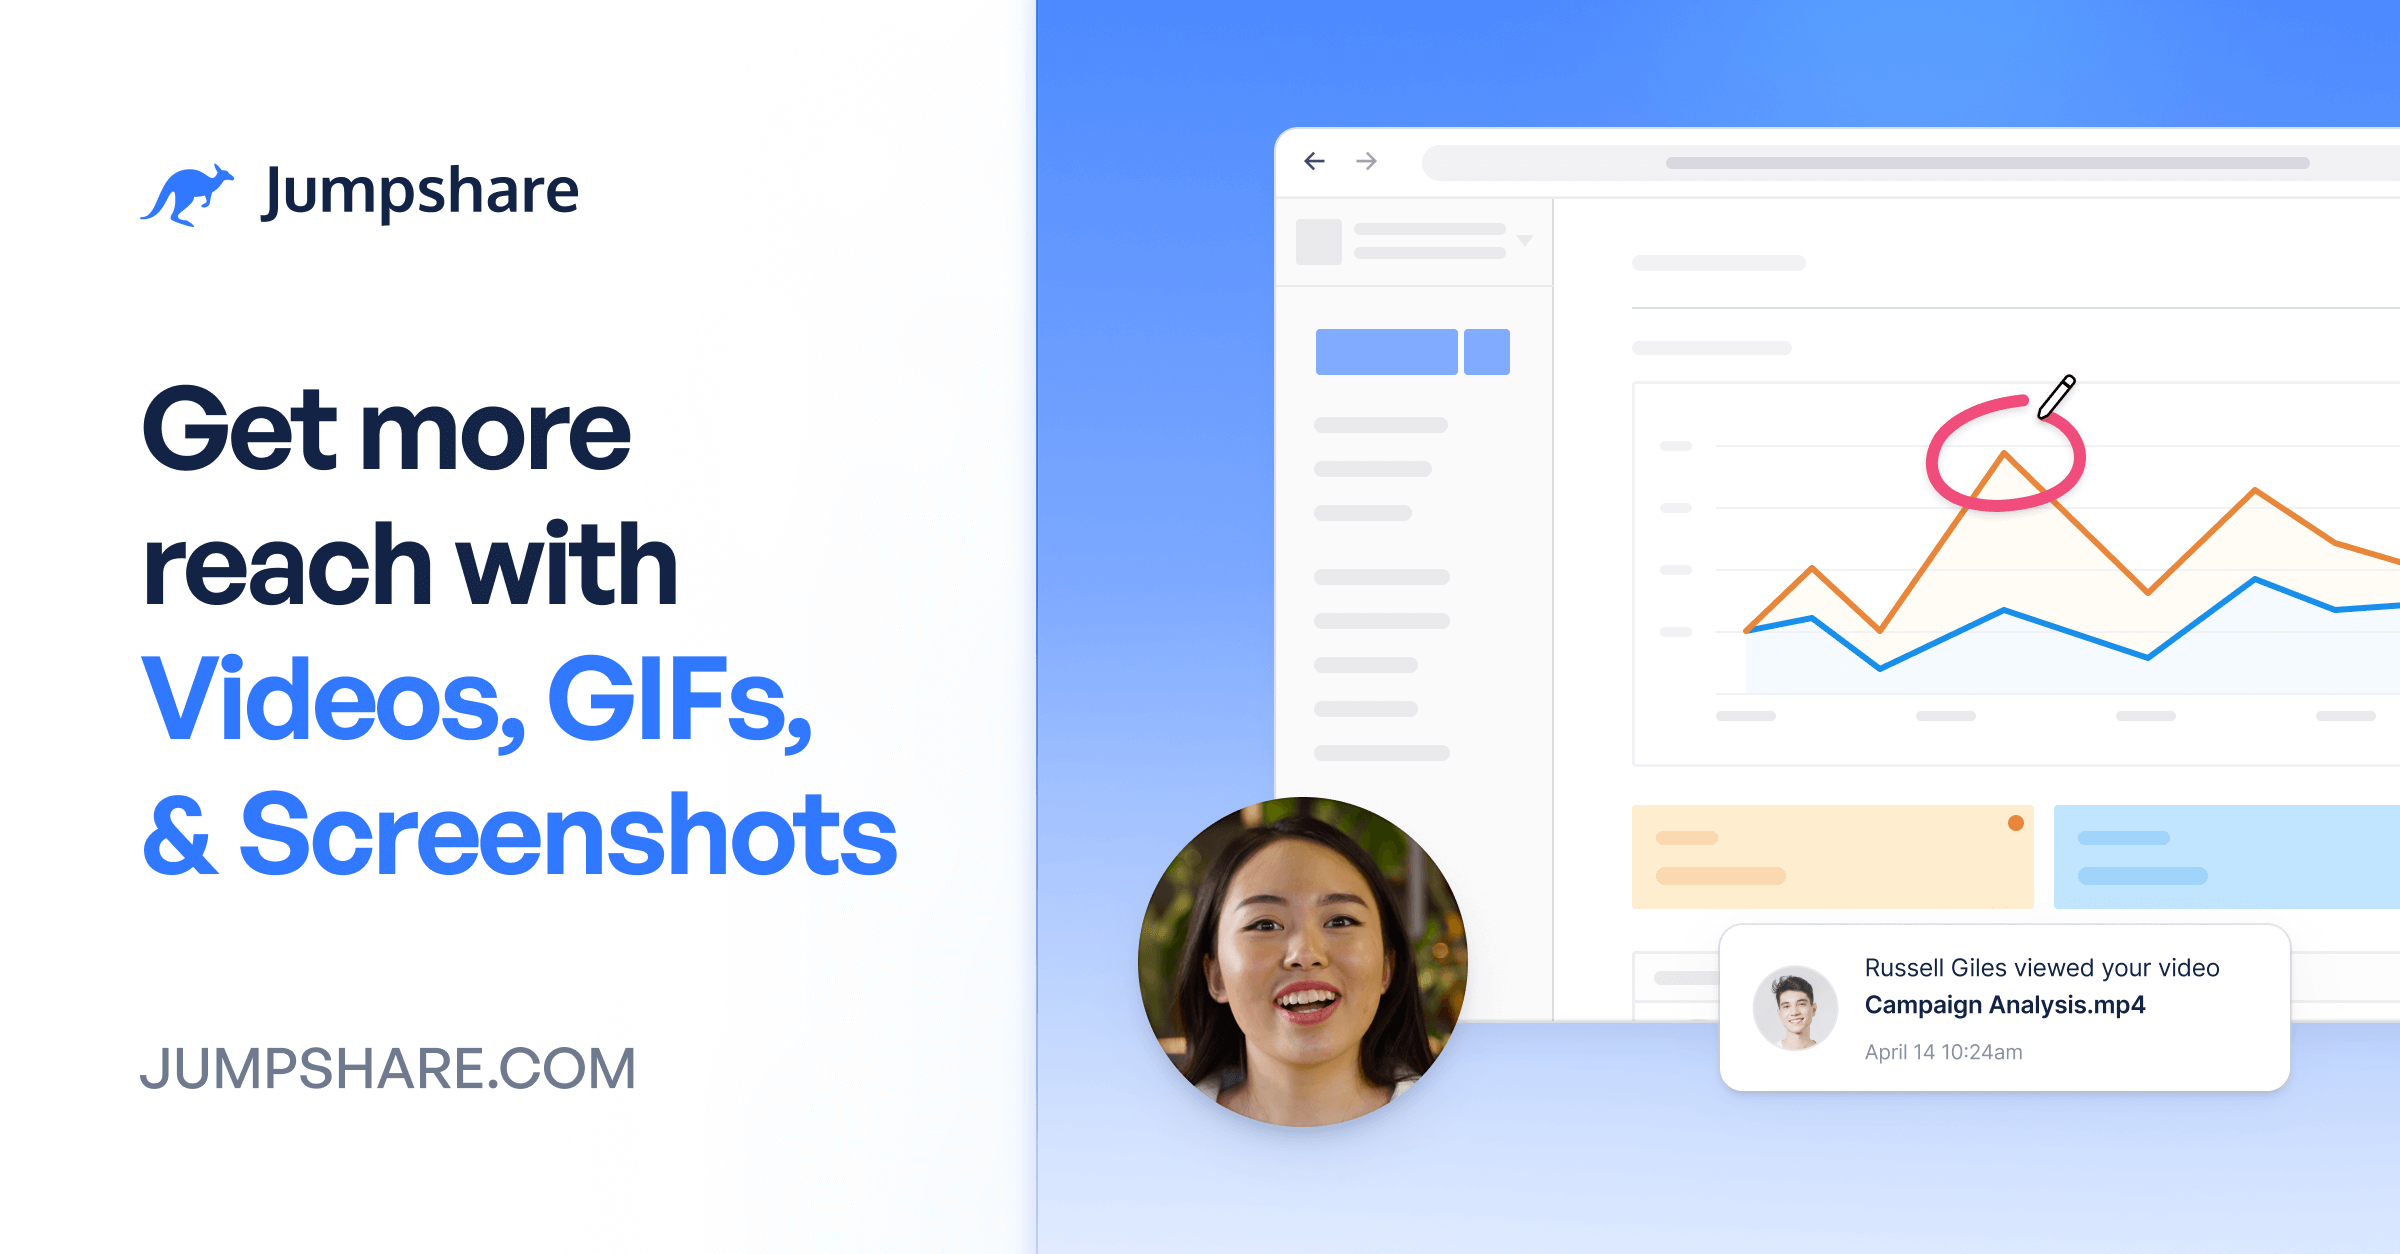 Jumpshare
Get more
reach with
Videos, GIFs,
& Screenshots
JUMPSHARE.COM
Russell Giles viewed your video
Campaign Analysis.mp4
April 14 10:24am